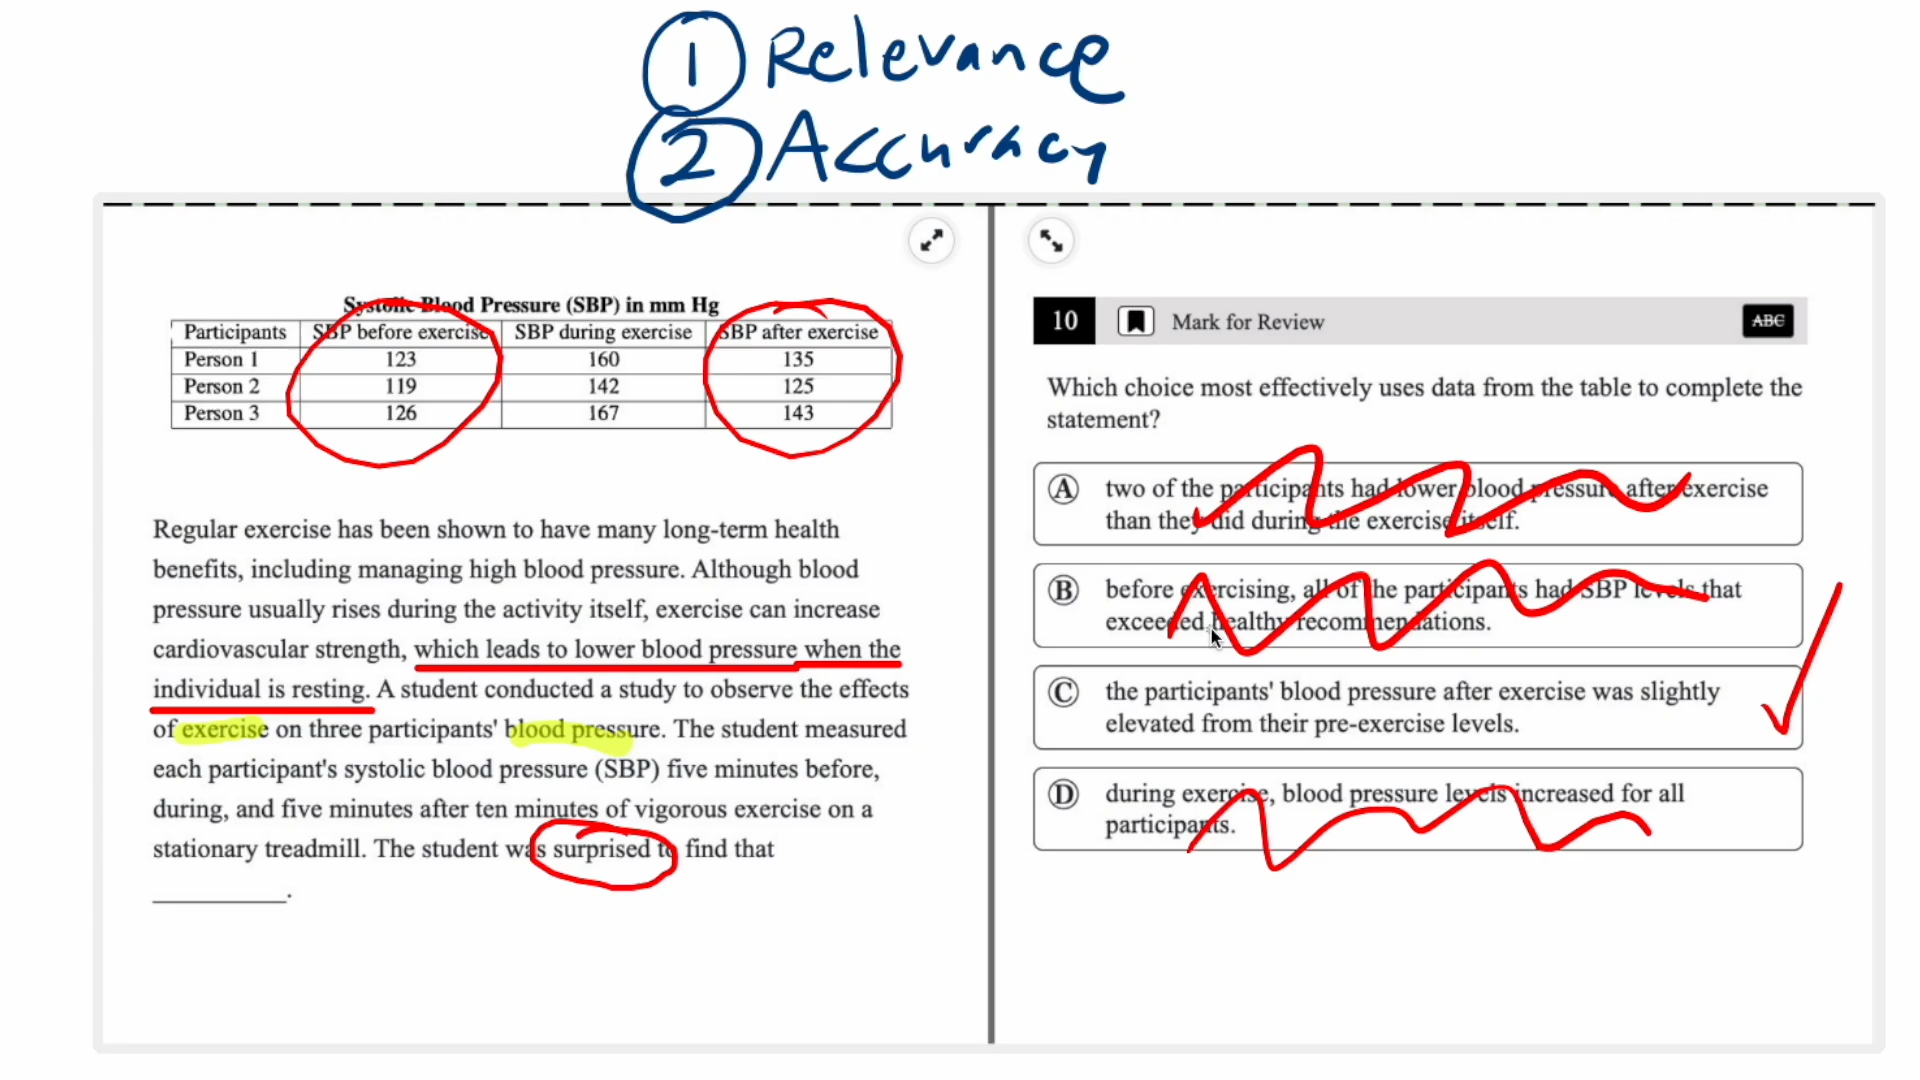 1 Relevance
2 Accuracy
Systolic Blood Pressure (SBP) in mm Hg
Participants SBP before exercise SBP during exercise SBP after exercise
Person 1 123 160 135
Person 2 119 142 125
Person 3 126 167 143
Regular exercise has been shown to have many long-term health
benefits, including managing high blood pressure. Although blood
pressure usually rises during the activity itself, exercise can increase
cardiovascular strength, which leads to lower blood pressure when the
individual is resting. A student conducted a study to observe the effects
of exercise on three participants' blood pressure. The student measured
each participant's systolic blood pressure (SBP) five minutes before,
during, and five minutes after ten minutes of vigorous exercise on a
stationary treadmill. The student was surprised to find that
__________.
10 Mark for Review ABC
Which choice most effectively uses data from the table to complete the
statement?
A two of the participants had lower blood pressure after exercise
than they did during the exercise itself.
B before exercising, all of the participants had SBP levels that
exceeded healthy recommendations.
C the participants' blood pressure after exercise was slightly
elevated from their pre-exercise levels.
D during exercise, blood pressure levels increased for all
participants.